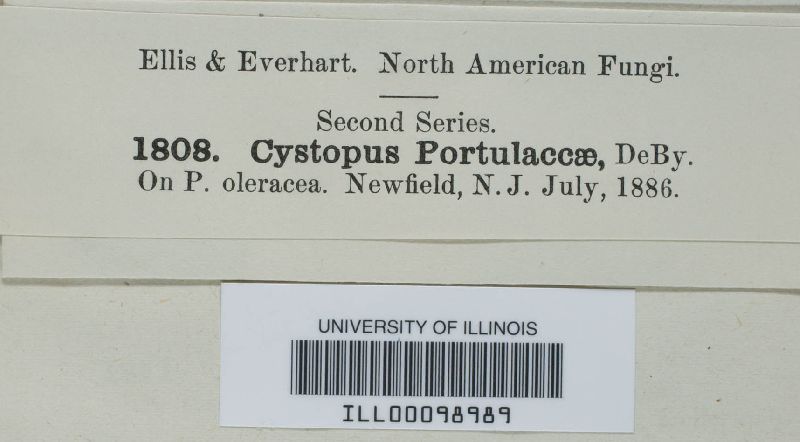 Ellis & Everhart. North American Fungi.
Second Series.
1808. Cystopus Portulaccæ, DeBy.
On P. oleracea. Newfield, N.J. July, 1886.
UNIVERSITY OF ILLINOIS
ILL00098989